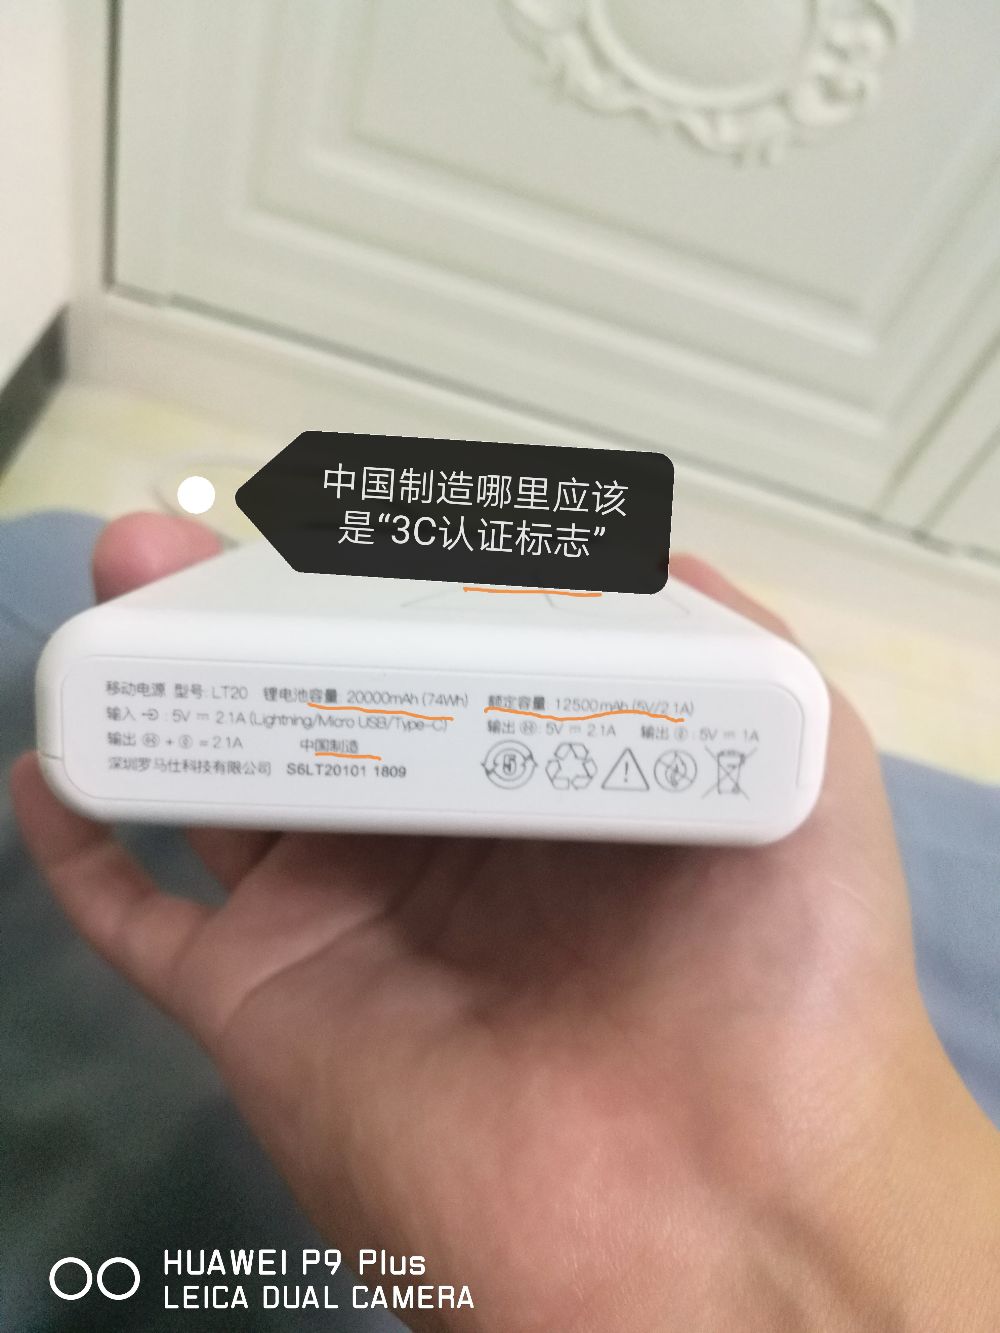 中国制造哪里应该
是“3C认证标志”
移动电源 型号: LT20 锂电池容量: 20000mAh (74Wh) 额定容量: 12500mAh (5V/2.1A)
输入 : 5V ⎓ 2.1A (Lightning/Micro USB/Type-C) 输出 : 5V ⎓ 2.1A 输出 : 5V ⎓ 1A
输出 + = 2.1A 中国制造
深圳罗马仕科技有限公司 S6LT20101 1809
HUAWEI P9 Plus
LEICA DUAL CAMERA